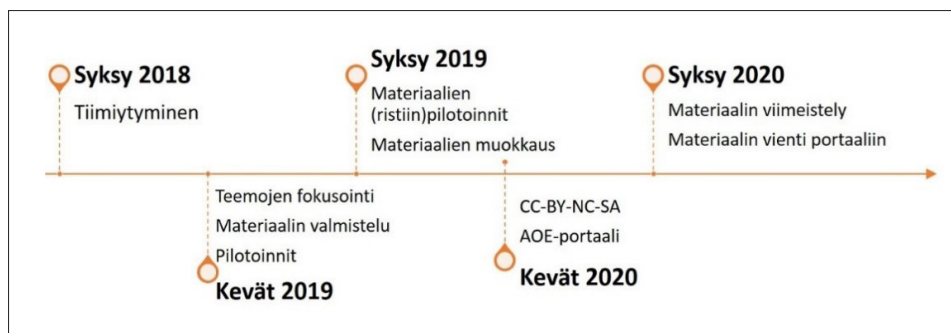 Syksy 2018
Tiimiytyminen
Teemojen fokusointi
Materiaalin valmistelu
Pilotoinnit
Kevät 2019
Syksy 2019
Materiaalien
(ristiin)pilotoinnit
Materiaalien muokkaus
CC-BY-NC-SA
AOE-portaali
Kevät 2020
Syksy 2020
Materiaalin viimeistely
Materiaalin vienti portaaliin